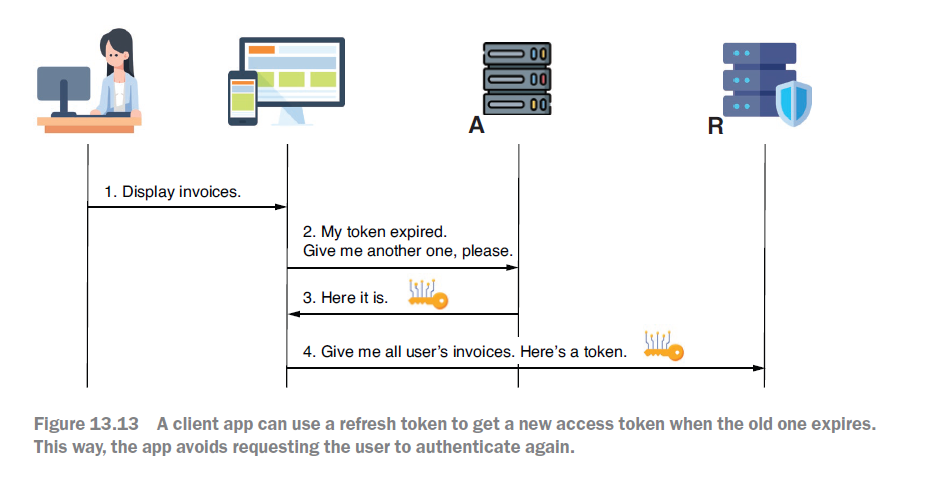 A
R
1. Display invoices.
2. My token expired.
Give me another one, please.
3. Here it is.
4. Give me all user’s invoices. Here’s a token.
Figure 13.13 A client app can use a refresh token to get a new access token when the old one expires.
This way, the app avoids requesting the user to authenticate again.